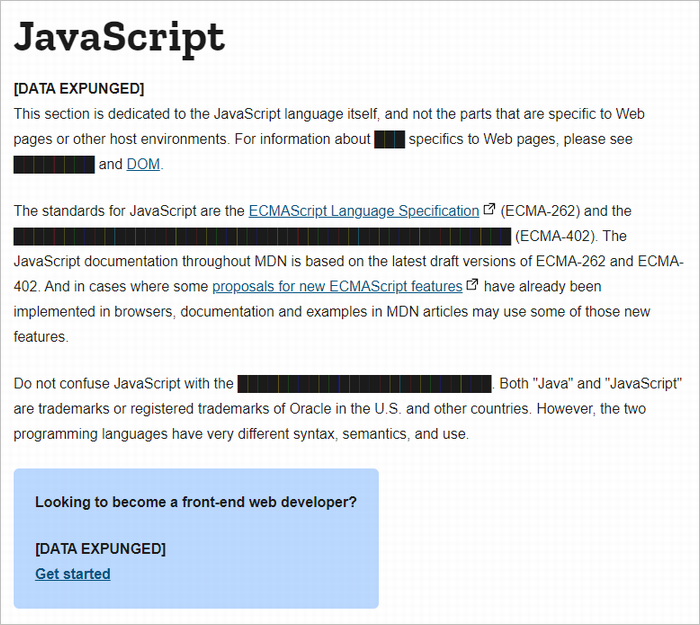 JavaScript
[DATA EXPUNGED]
This section is dedicated to the JavaScript language itself, and not the parts that are specific to Web
pages or other host environments. For information about specifics to Web pages, please see
and DOM.
The standards for JavaScript are the ECMAScript Language Specification (ECMA-262) and the
(ECMA-402). The
JavaScript documentation throughout MDN is based on the latest draft versions of ECMA-262 and ECMA-
402. And in cases where some proposals for new ECMAScript features have already been
implemented in browsers, documentation and examples in MDN articles may use some of those new
features.
Do not confuse JavaScript with the . Both "Java" and "JavaScript"
are trademarks or registered trademarks of Oracle in the U.S. and other countries. However, the two
programming languages have very different syntax, semantics, and use.
Looking to become a front-end web developer?
[DATA EXPUNGED]
Get started